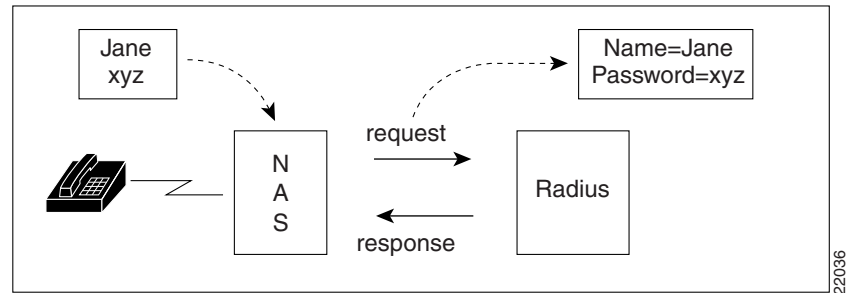 Jane
xyz
Name=Jane
Password=xyz
request
N
A
S
Radius
response
22036